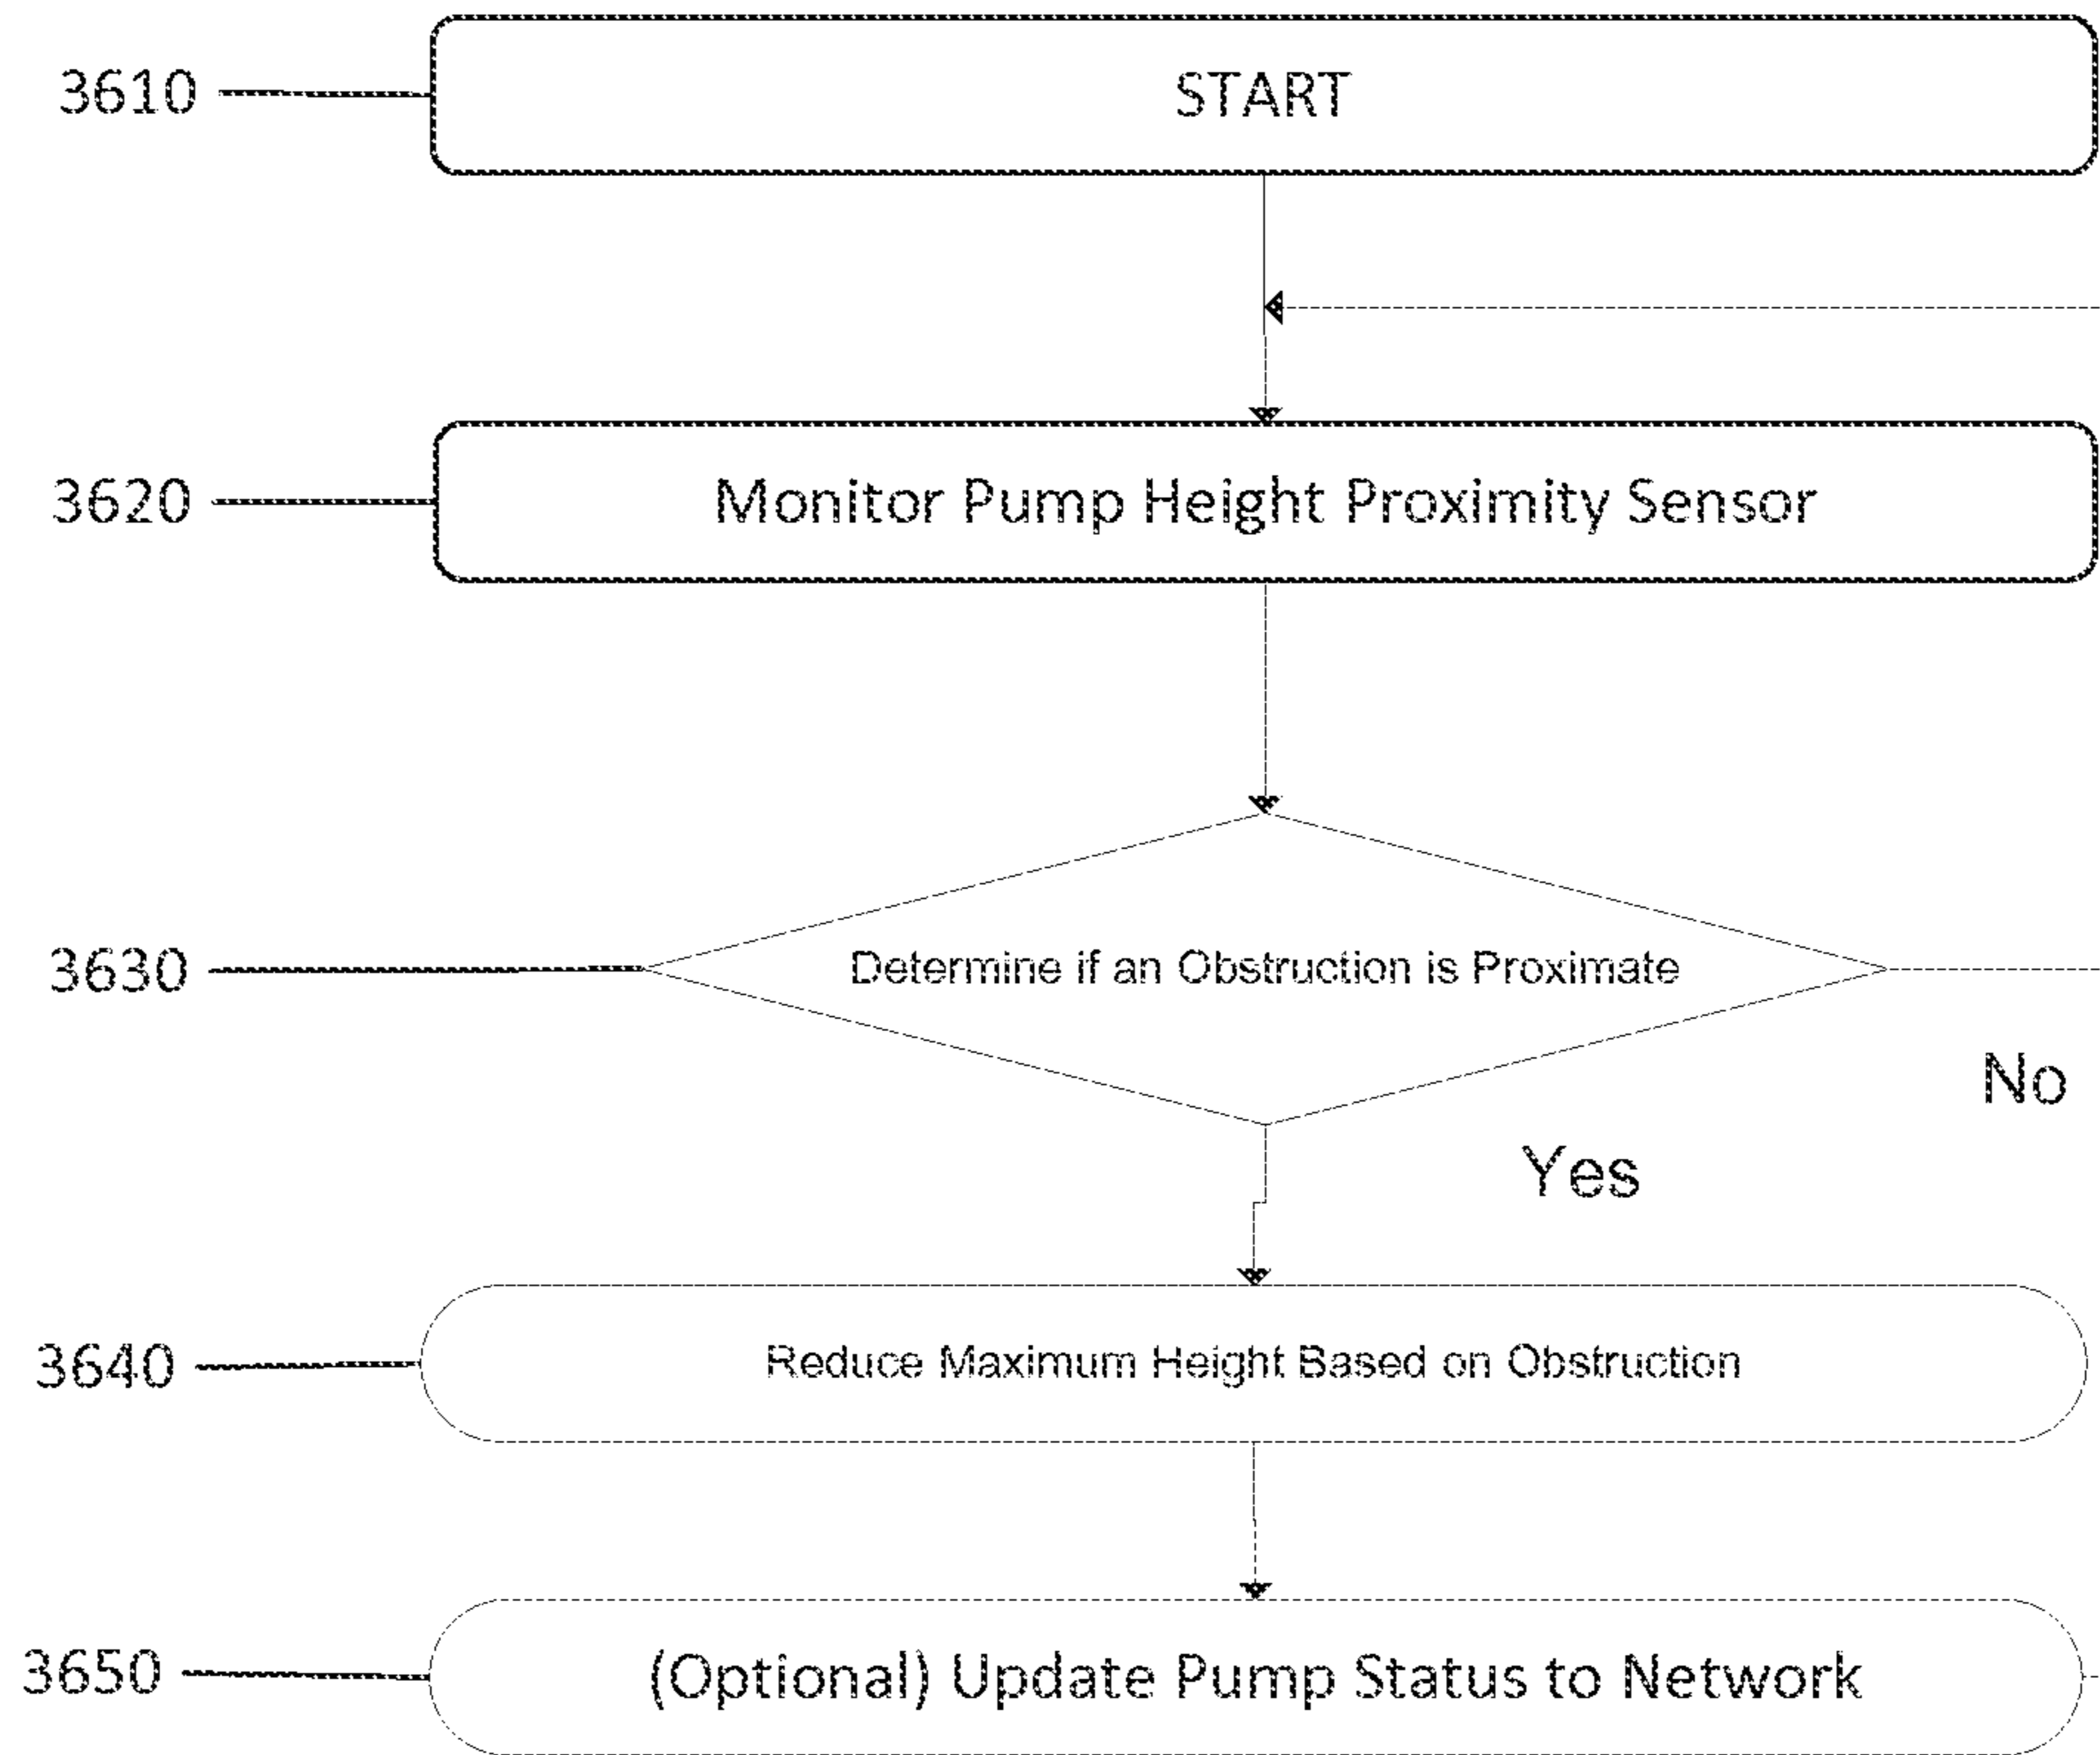 3610 START
3620 Monitor Pump Height Proximity Sensor
3630 Determine if an Obstruction is Proximate
No
Yes
3640 Reduce Maximum Height Based on Obstruction
3650 (Optional) Update Pump Status to Network